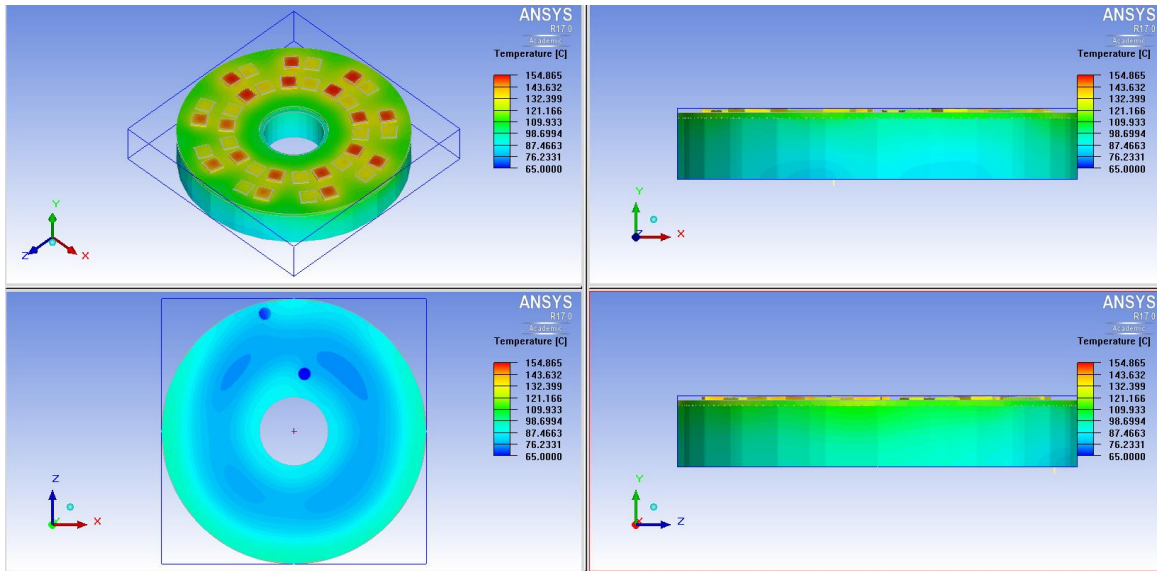 ANSYS
R17.0
Academic
Temperature [C]
154.865
143.632
132.399
121.166
109.933
98.6994
87.4663
76.2331
65.0000
Y
Z
X
ANSYS
R17.0
Academic
Temperature [C]
154.865
143.632
132.399
121.166
109.933
98.6994
87.4663
76.2331
65.0000
Y
Z
X
ANSYS
R17.0
Academic
Temperature [C]
154.865
143.632
132.399
121.166
109.933
98.6994
87.4663
76.2331
65.0000
Z
X
ANSYS
R17.0
Academic
Temperature [C]
154.865
143.632
132.399
121.166
109.933
98.6994
87.4663
76.2331
65.0000
Y
Z